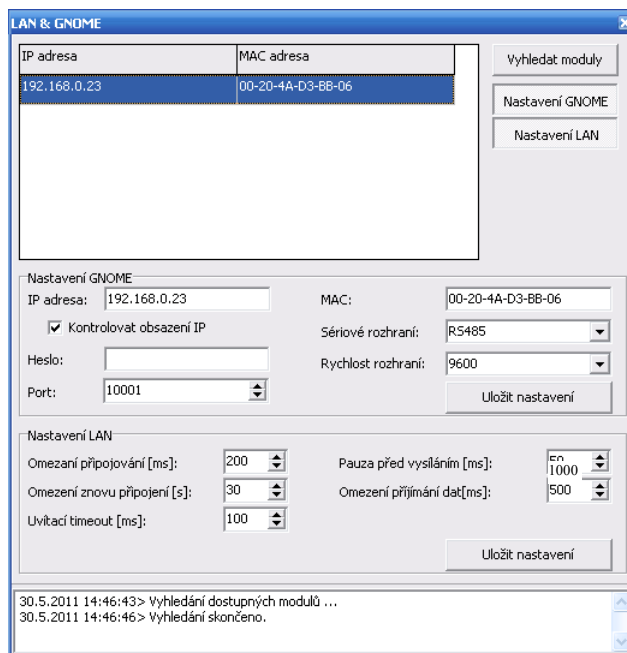 LAN & GNOME
IP adresa MAC adresa
192.168.0.23 00-20-4A-D3-BB-06
Vyhledat moduly
Nastavení GNOME
Nastavení LAN
Nastavení GNOME
IP adresa: 192.168.0.23 MAC: 00-20-4A-D3-BB-06
Kontrolovat obsazení IP Sériové rozhraní: RS485
Heslo: Rychlost rozhraní: 9600
Port: 10001 Uložit nastavení
Nastavení LAN
Omezaní připojování [ms]: 200 Pauza před vysíláním [ms]: 1000
Omezení znovu připojení [s]: 30 Omezení příjímání dat[ms]: 500
Uvítací timeout [ms]: 100
Uložit nastavení
30.5.2011 14:46:43> Vyhledání dostupných modulů ...
30.5.2011 14:46:46> Vyhledání skončeno.